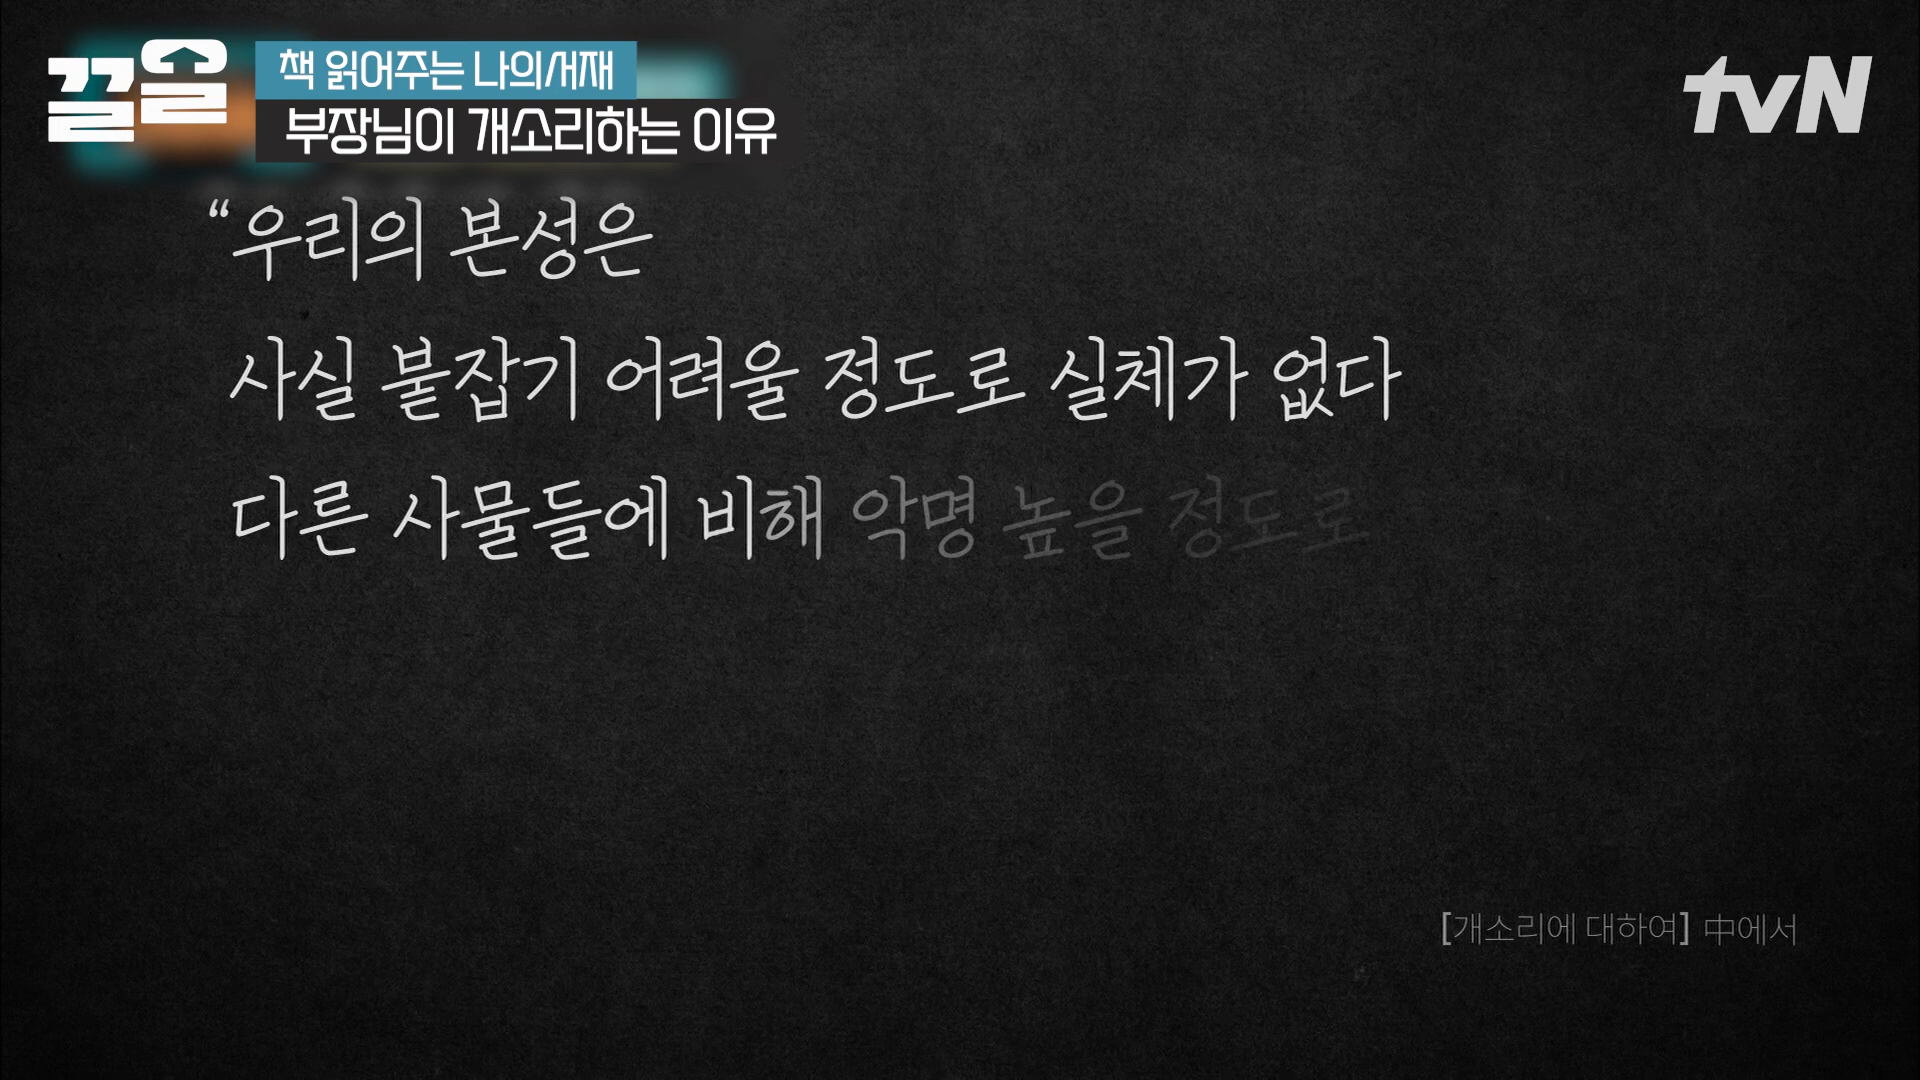 끌올
책 읽어주는 나의서재
부장님이 개소리하는 이유
tvN
“우리의 본성은
사실 붙잡기 어려울 정도로 실체가 없다
다른 사물들에 비해 악명 높을 정도로
[개소리에 대하여] 中에서